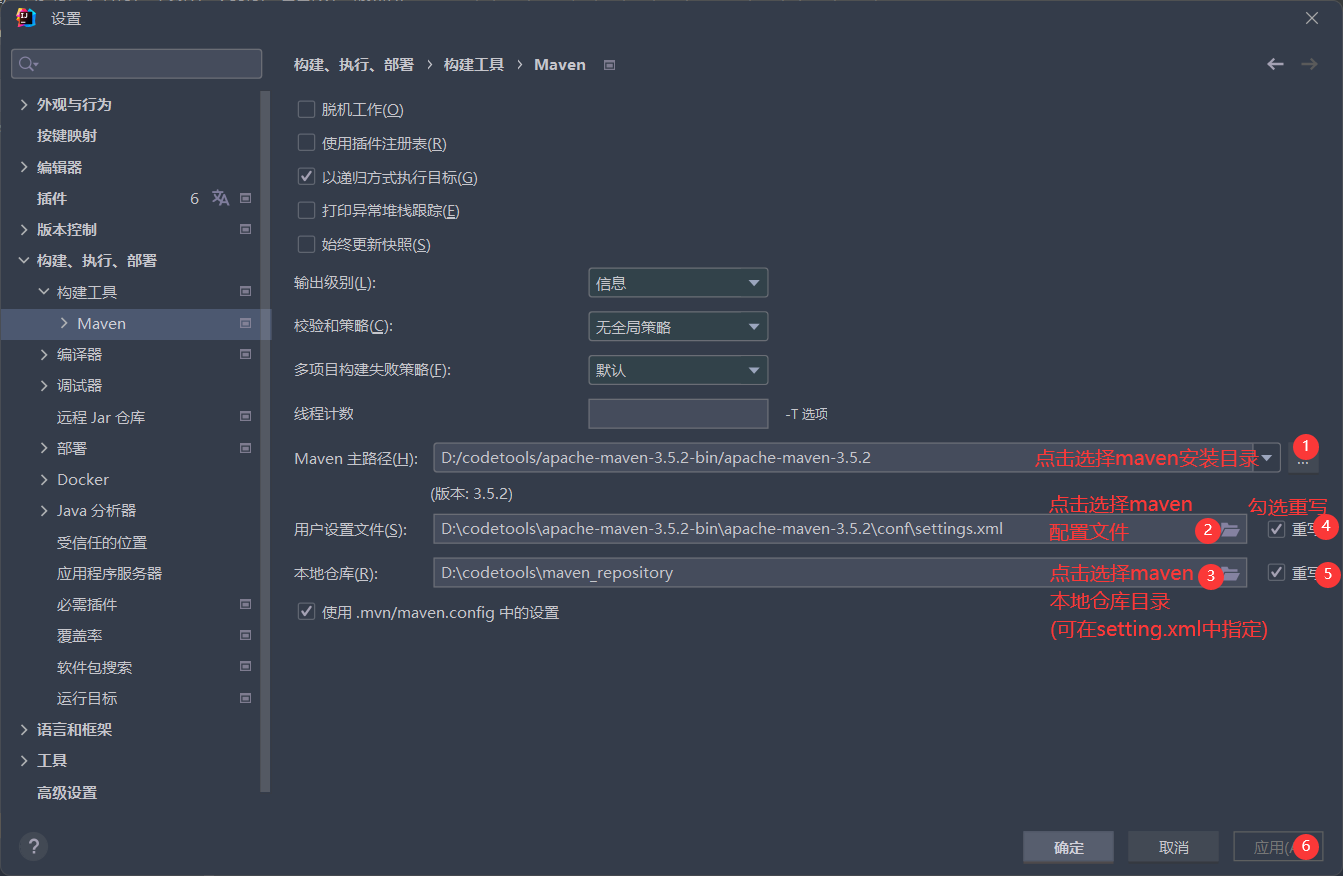 设置
构建、执行、部署 › 构建工具 › Maven
外观与行为
按键映射
编辑器
插件 6
版本控制
构建、执行、部署
构建工具
Maven
编译器
调试器
远程 Jar 仓库
部署
Docker
Java 分析器
受信任的位置
应用程序服务器
必需插件
覆盖率
软件包搜索
运行目标
语言和框架
工具
高级设置
脱机工作(O)
使用插件注册表(R)
以递归方式执行目标(G)
打印异常堆栈跟踪(E)
始终更新快照(S)
输出级别(L): 信息
校验和策略(C): 无全局策略
多项目构建失败策略(F): 默认
线程计数 -T 选项
Maven 主路径(H): D:/codetools/apache-maven-3.5.2-bin/apache-maven-3.5.2 点击选择maven安装目录 1 ...
(版本: 3.5.2)
点击选择maven 勾选重写
用户设置文件(S): D:\codetools\apache-maven-3.5.2-bin\apache-maven-3.5.2\conf\settings.xml 配置文件 2 重写 4
本地仓库(R): D:\codetools\maven_repository 点击选择maven 3 重写 5
本地仓库目录
使用 .mvn/maven.config 中的设置
(可在setting.xml中指定)
? 确定 取消 应用( 6